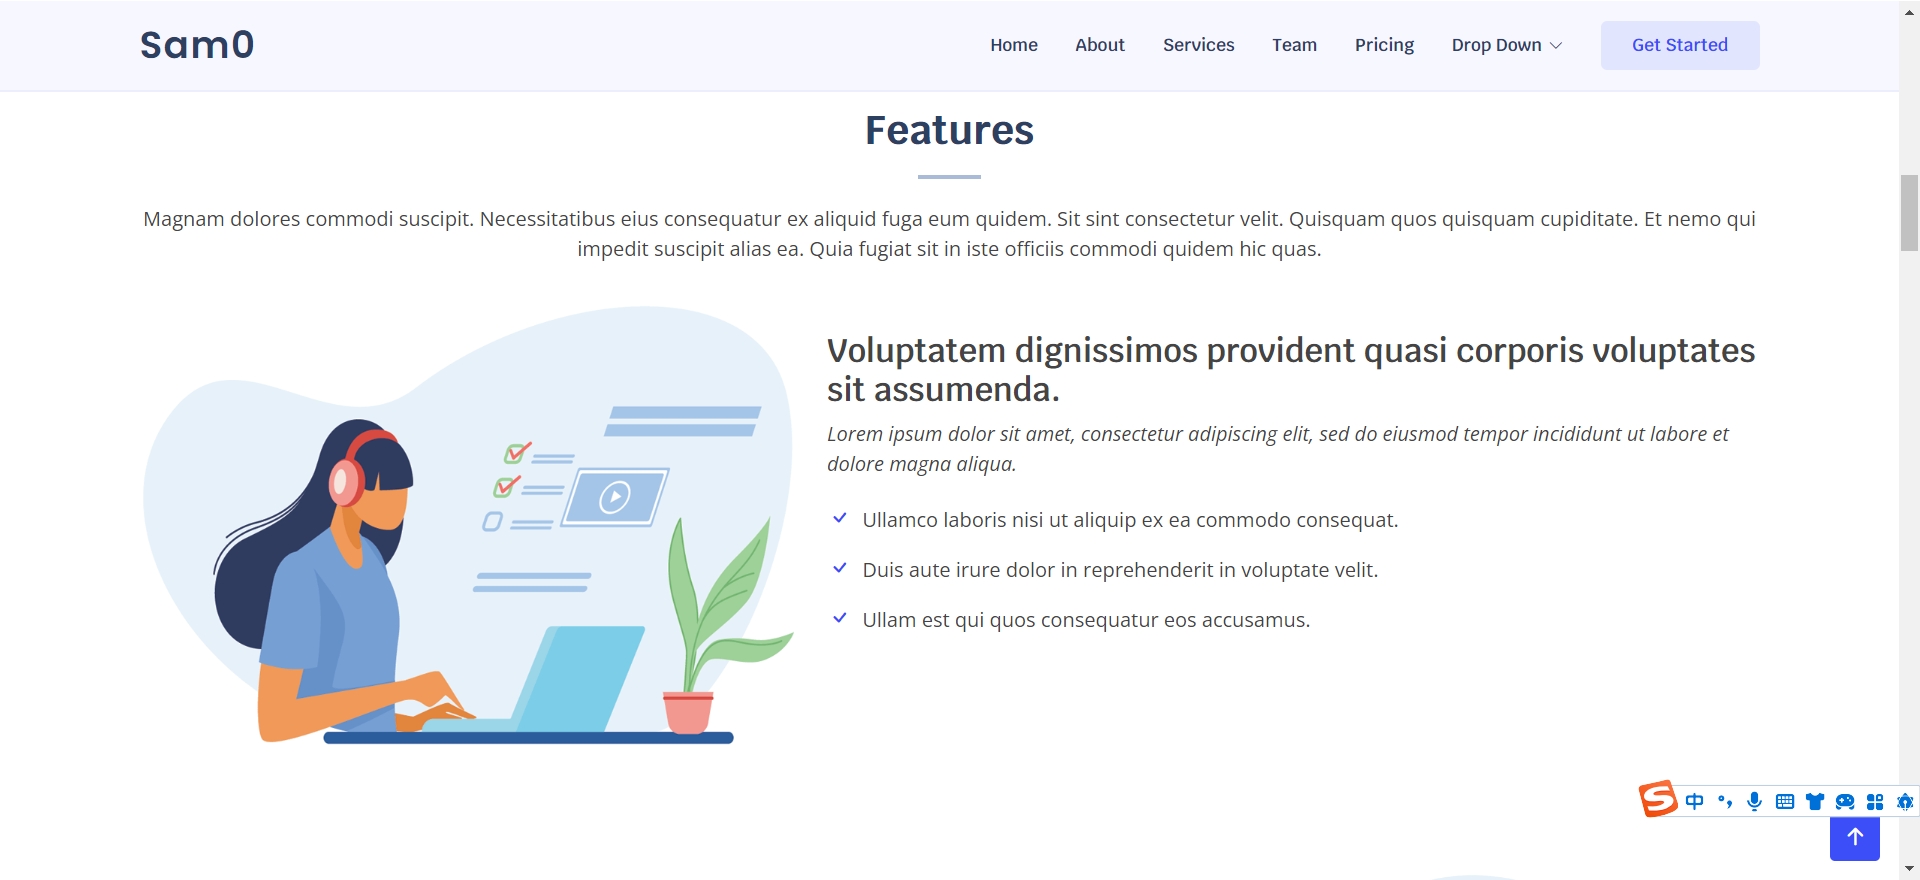 Sam0
Home About Services Team Pricing Drop Down Get Started
Features
Magnam dolores commodi suscipit. Necessitatibus eius consequatur ex aliquid fuga eum quidem. Sit sint consectetur velit. Quisquam quos quisquam cupiditate. Et nemo qui
impedit suscipit alias ea. Quia fugiat sit in iste officiis commodi quidem hic quas.
Voluptatem dignissimos provident quasi corporis voluptates
sit assumenda.
Lorem ipsum dolor sit amet, consectetur adipiscing elit, sed do eiusmod tempor incididunt ut labore et
dolore magna aliqua.
Ullamco laboris nisi ut aliquip ex ea commodo consequat.
Duis aute irure dolor in reprehenderit in voluptate velit.
Ullam est qui quos consequatur eos accusamus.
S 中